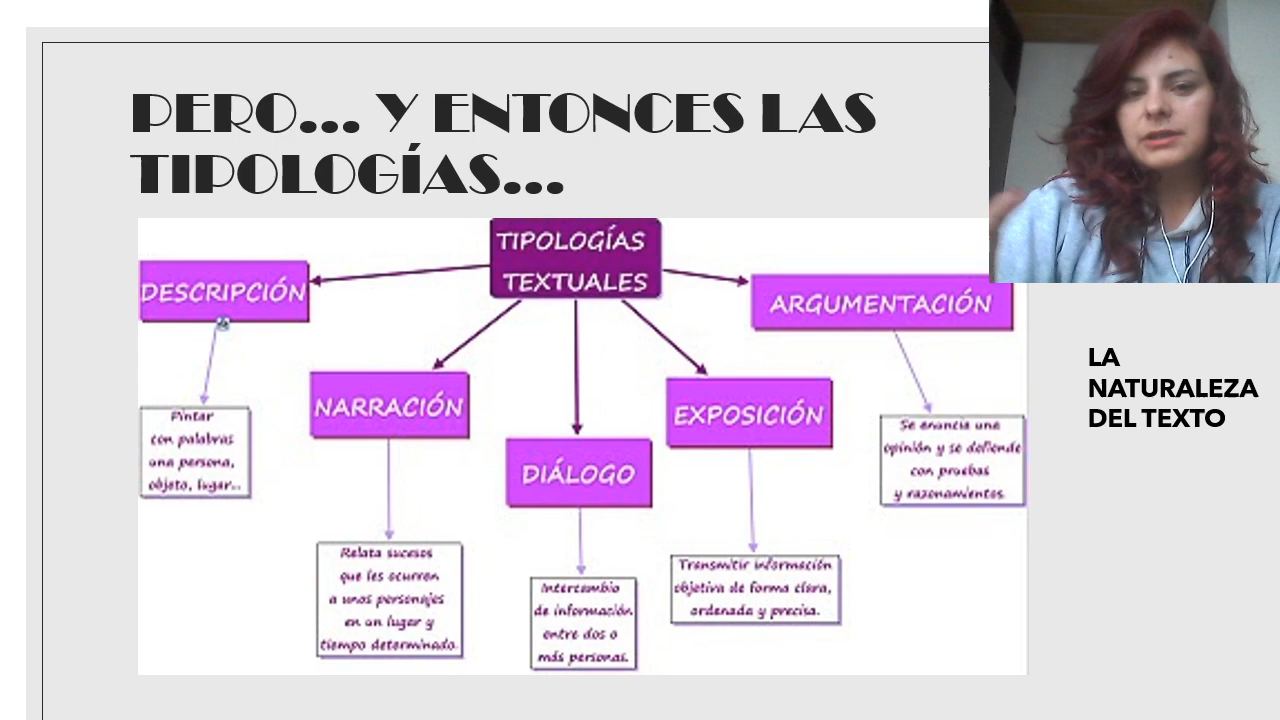 PERO... Y ENTONCES LAS
TIPOLOGÍAS...
TIPOLOGÍAS
TEXTUALES
DESCRIPCIÓN
ARGUMENTACIÓN
NARRACIÓN
EXPOSICIÓN
DIÁLOGO
Pintar
con palabras
una persona,
objeto, lugar...
Relata sucesos
que les ocurren
a unos personajes
en un lugar y
tiempo determinado.
Intercambio
de información
entre dos o
más personas.
Transmitir información
objetiva de forma clara,
ordenada y precisa.
Se enuncia una
opinión y se defiende
con pruebas
y razonamientos.
LA
NATURALEZA
DEL TEXTO